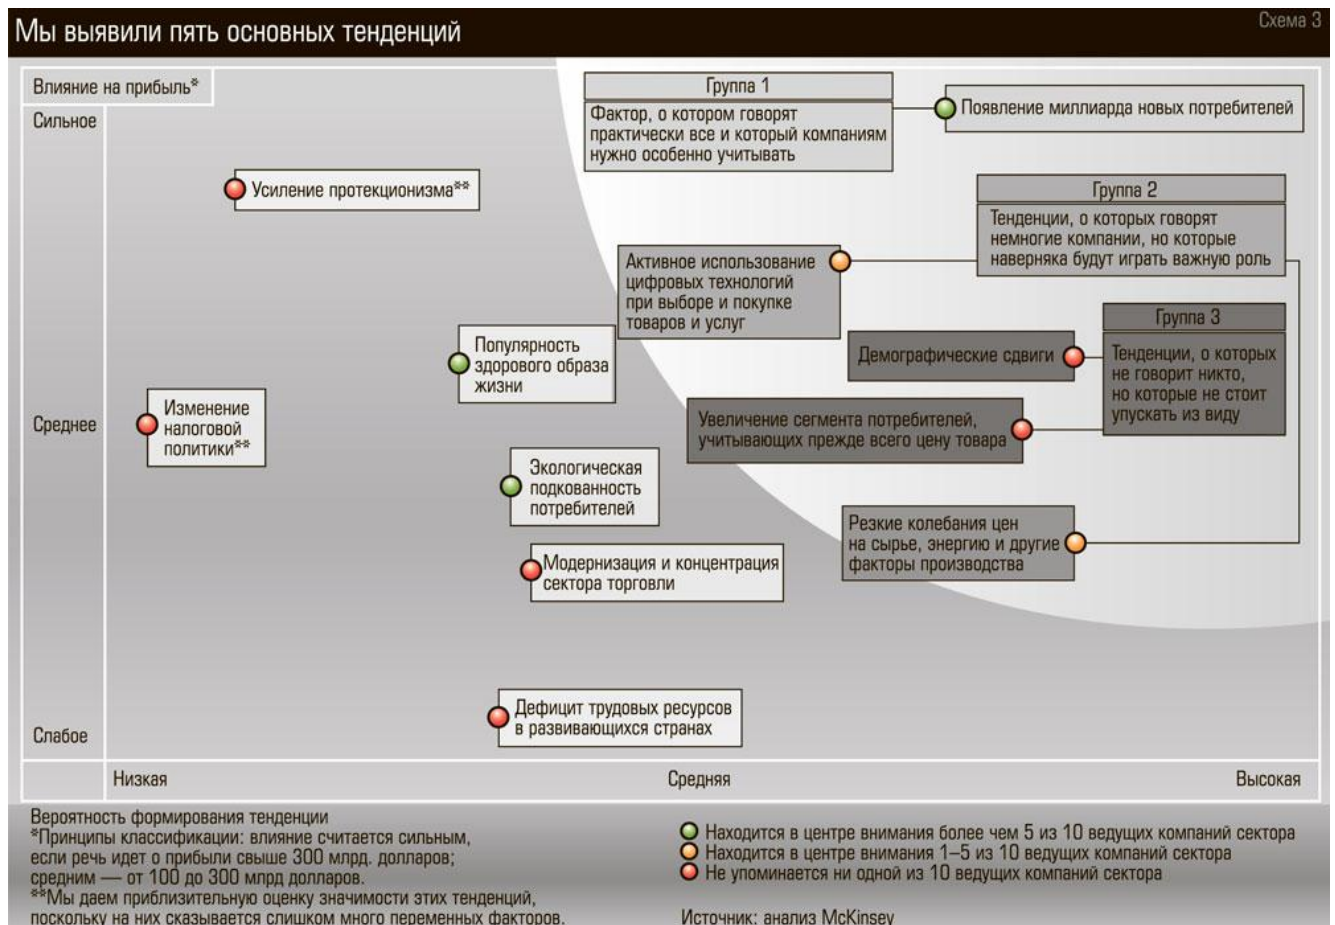 Мы выявили пять основных тенденций
Схема 3
Влияние на прибыль*
Сильное
Среднее
Слабое
Группа 1
Фактор, о котором говорят
практически все и который компаниям
нужно особенно учитывать
Появление миллиарда новых потребителей
Усиление протекционизма**
Группа 2
Тенденции, о которых говорят
немногие компании, но которые
наверняка будут играть важную роль
Активное использование
цифровых технологий
при выборе и покупке
товаров и услуг
Группа 3
Тенденции, о которых
не говорит никто,
но которые не стоит
упускать из виду
Популярность
здорового образа
жизни
Демографические сдвиги
Изменение
налоговой
политики**
Увеличение сегмента потребителей,
учитывающих прежде всего цену товара
Экологическая
подкованность
потребителей
Резкие колебания цен
на сырье, энергию и другие
факторы производства
Модернизация и концентрация
сектора торговли
Дефицит трудовых ресурсов
в развивающихся странах
Низкая
Средняя
Высокая
Вероятность формирования тенденции
*Принципы классификации: влияние считается сильным,
если речь идет о прибыли свыше 300 млрд. долларов;
средним — от 100 до 300 млрд долларов.
**Мы даем приблизительную оценку значимости этих тенденций,
поскольку на них сказывается слишком много переменных факторов.
Находится в центре внимания более чем 5 из 10 ведущих компаний сектора
Находится в центре внимания 1–5 из 10 ведущих компаний сектора
Не упоминается ни одной из 10 ведущих компаний сектора
Источник: анализ McKinsey